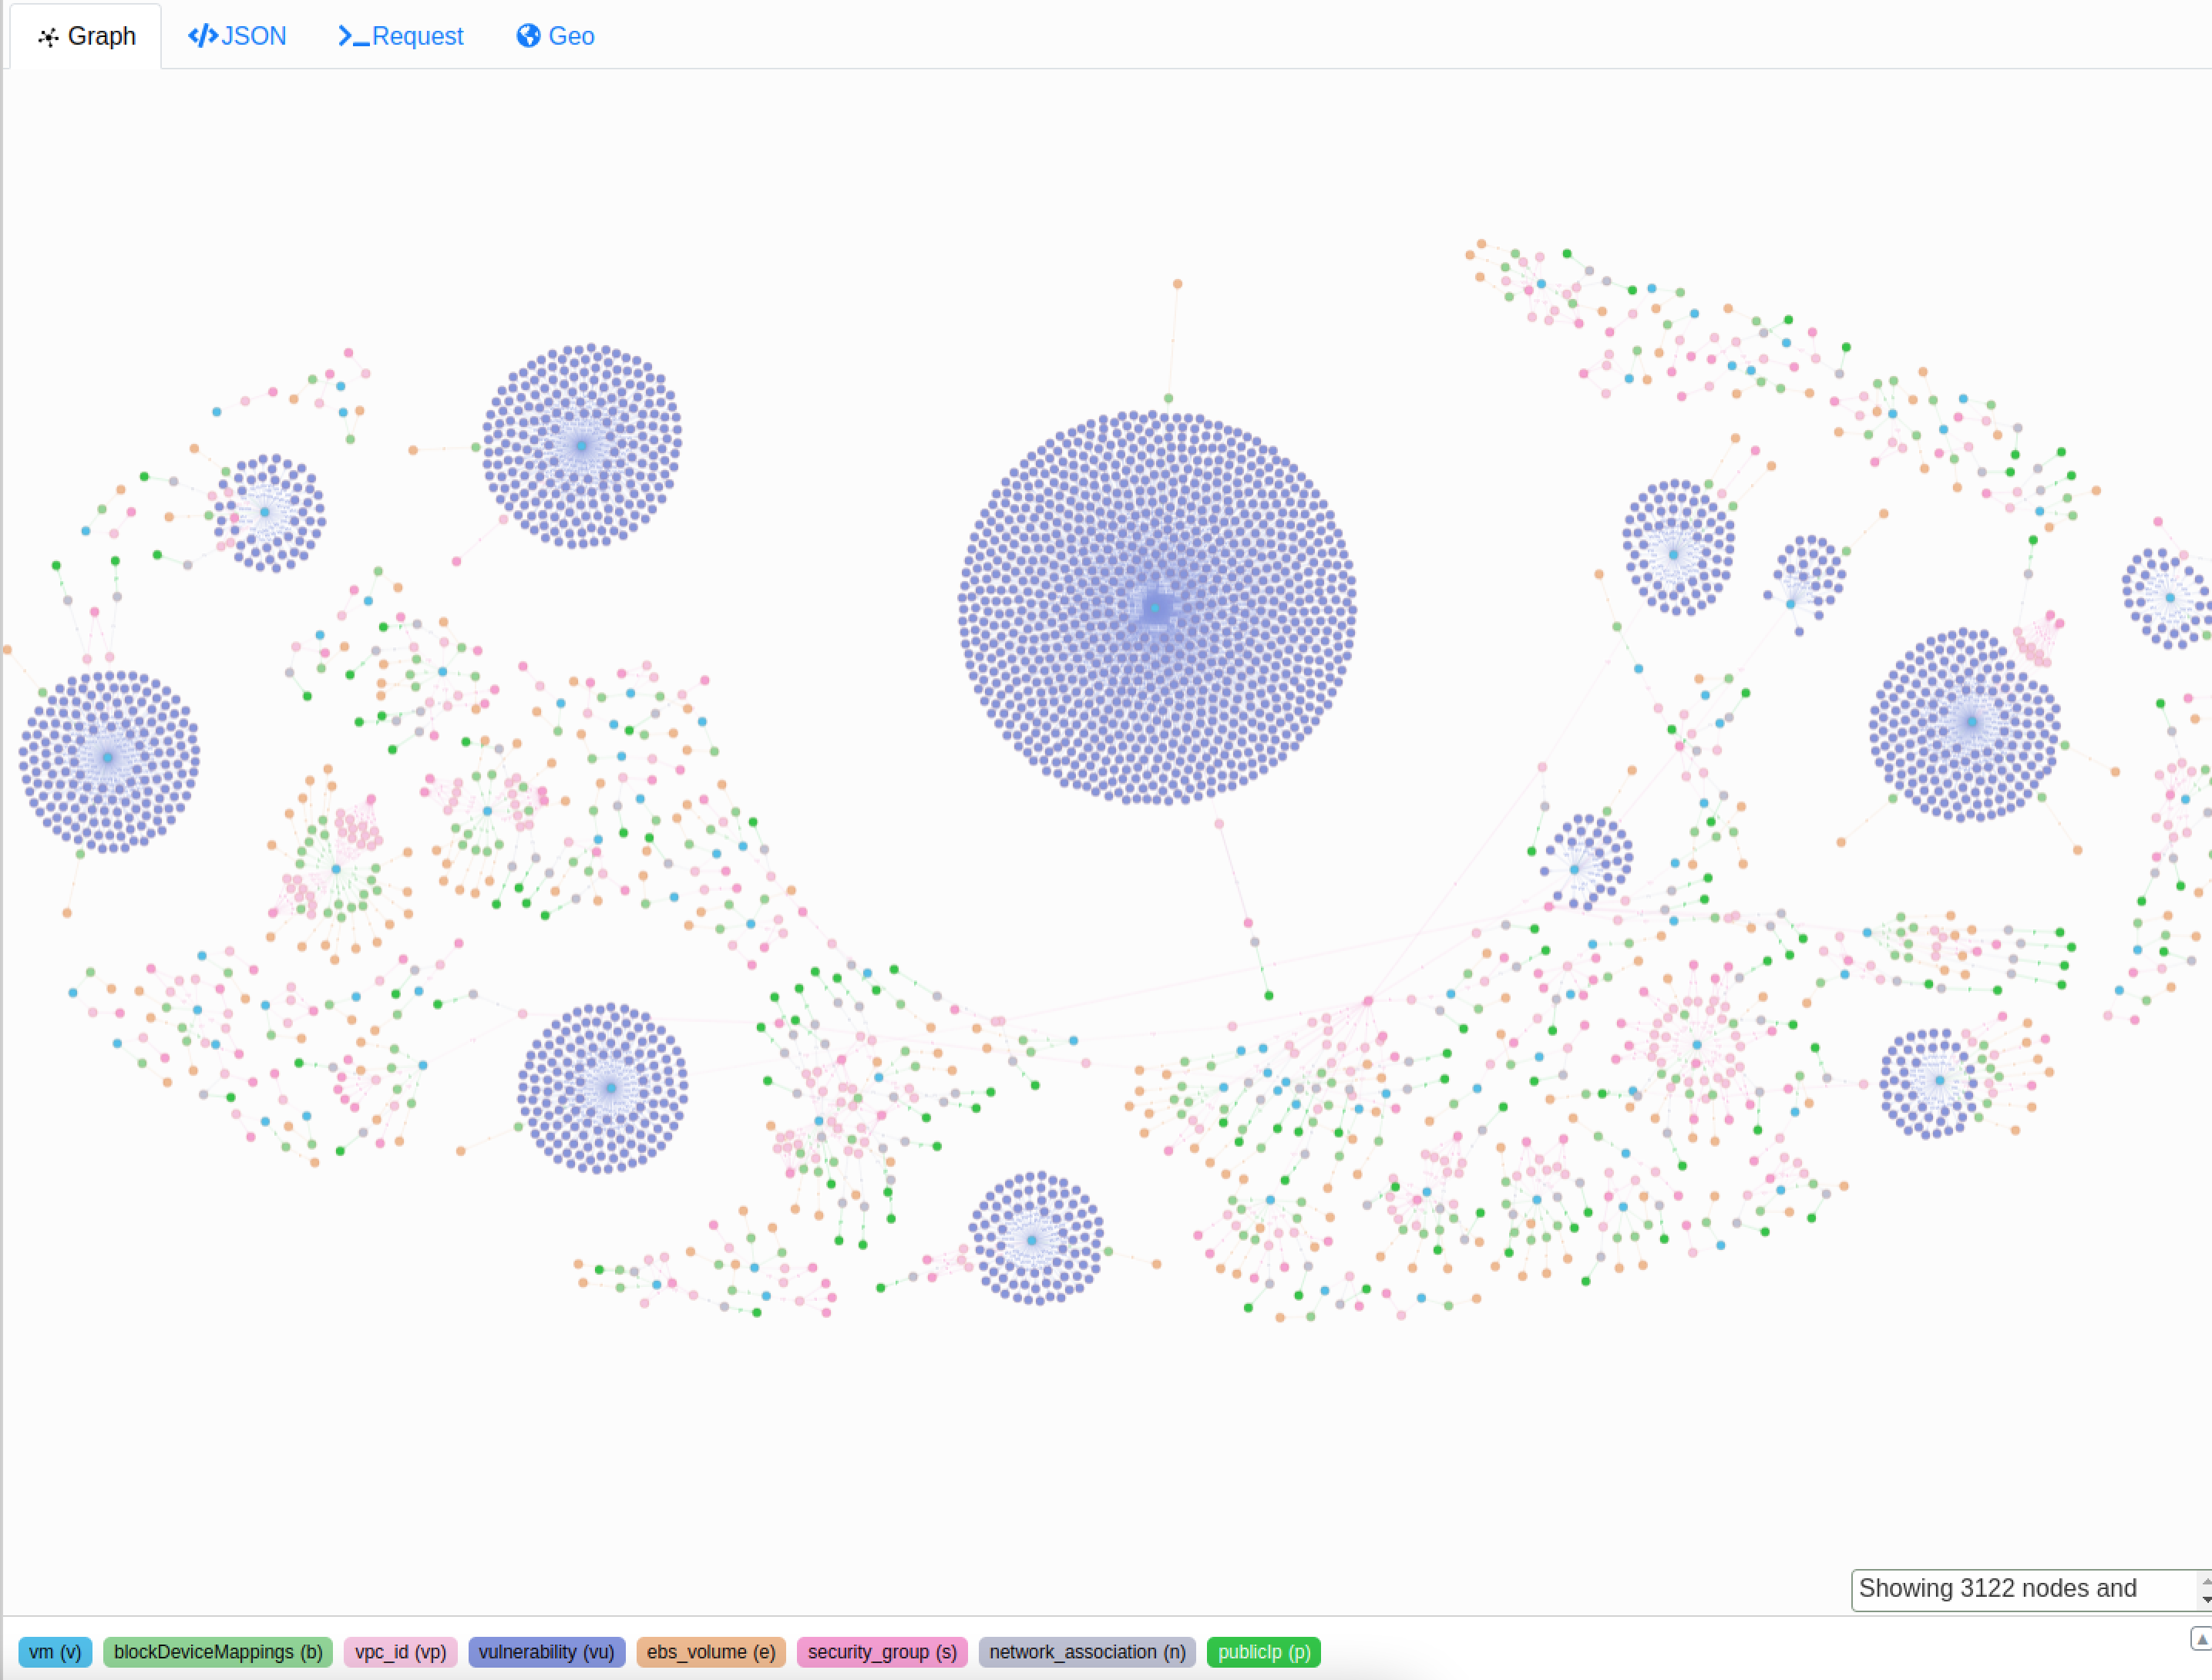 Graph JSON Request Geo
Showing 3122 nodes and
vm (v) blockDeviceMappings (b) vpc_id (vp) vulnerability (vu) ebs_volume (e) security_group (s) network_association (n) publicIp (p)